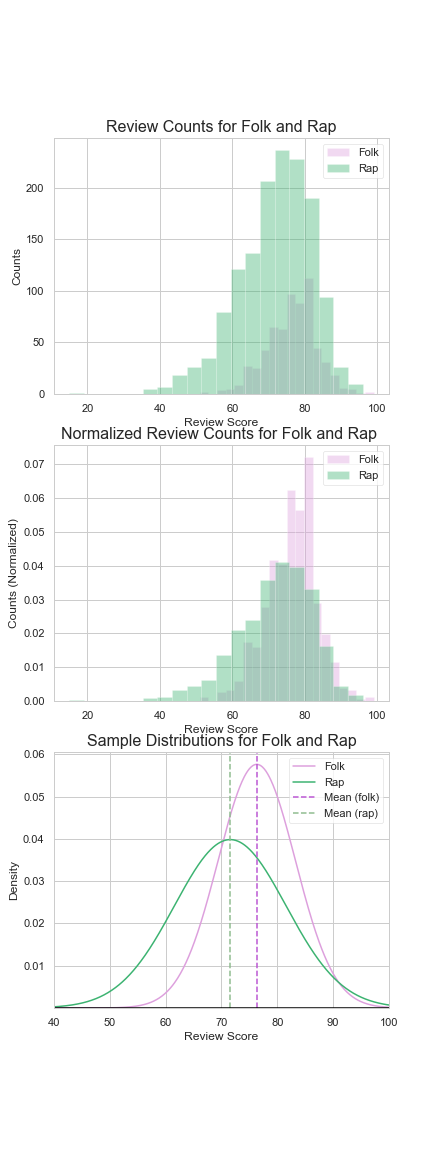 Review Counts for Folk and Rap
Folk
Rap
Counts
200
150
100
50
0
20 40 60 80 100
Review Score
Normalized Review Counts for Folk and Rap
Folk
Rap
Counts (Normalized)
0.07
0.06
0.05
0.04
0.03
0.02
0.01
0.00
20 40 60 80 100
Review Score
Sample Distributions for Folk and Rap
Folk
Rap
Mean (folk)
Mean (rap)
Density
0.06
0.05
0.04
0.03
0.02
0.01
40 50 60 70 80 90 100
Review Score